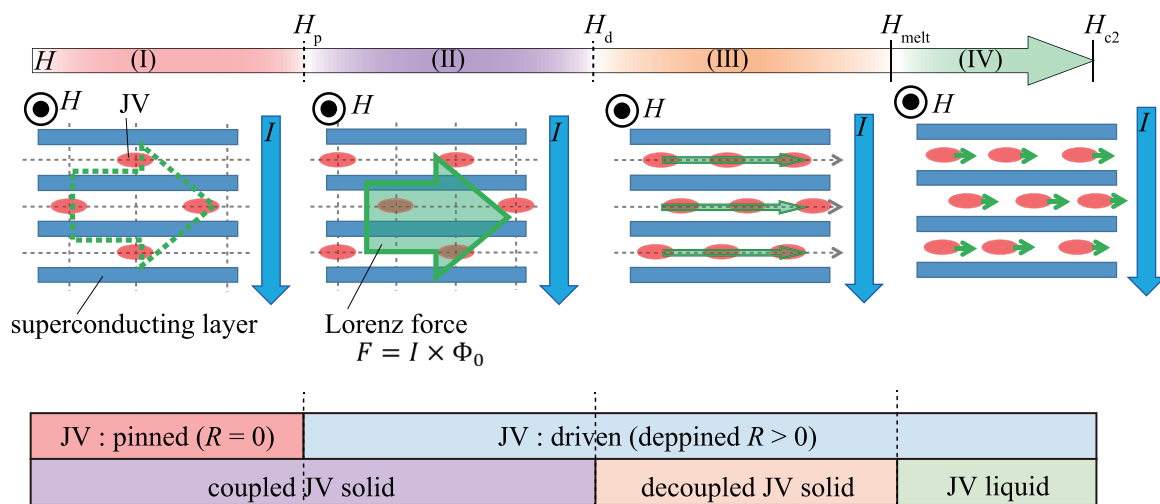 H_p
H_d
H_melt
H_c2
H
(I)
(II)
(III)
(IV)
H
JV
I
H
I
H
I
H
I
superconducting layer
Lorenz force
F = I × Φ₀
JV : pinned (R = 0)
JV : driven (deppined R > 0)
coupled JV solid
decoupled JV solid
JV liquid